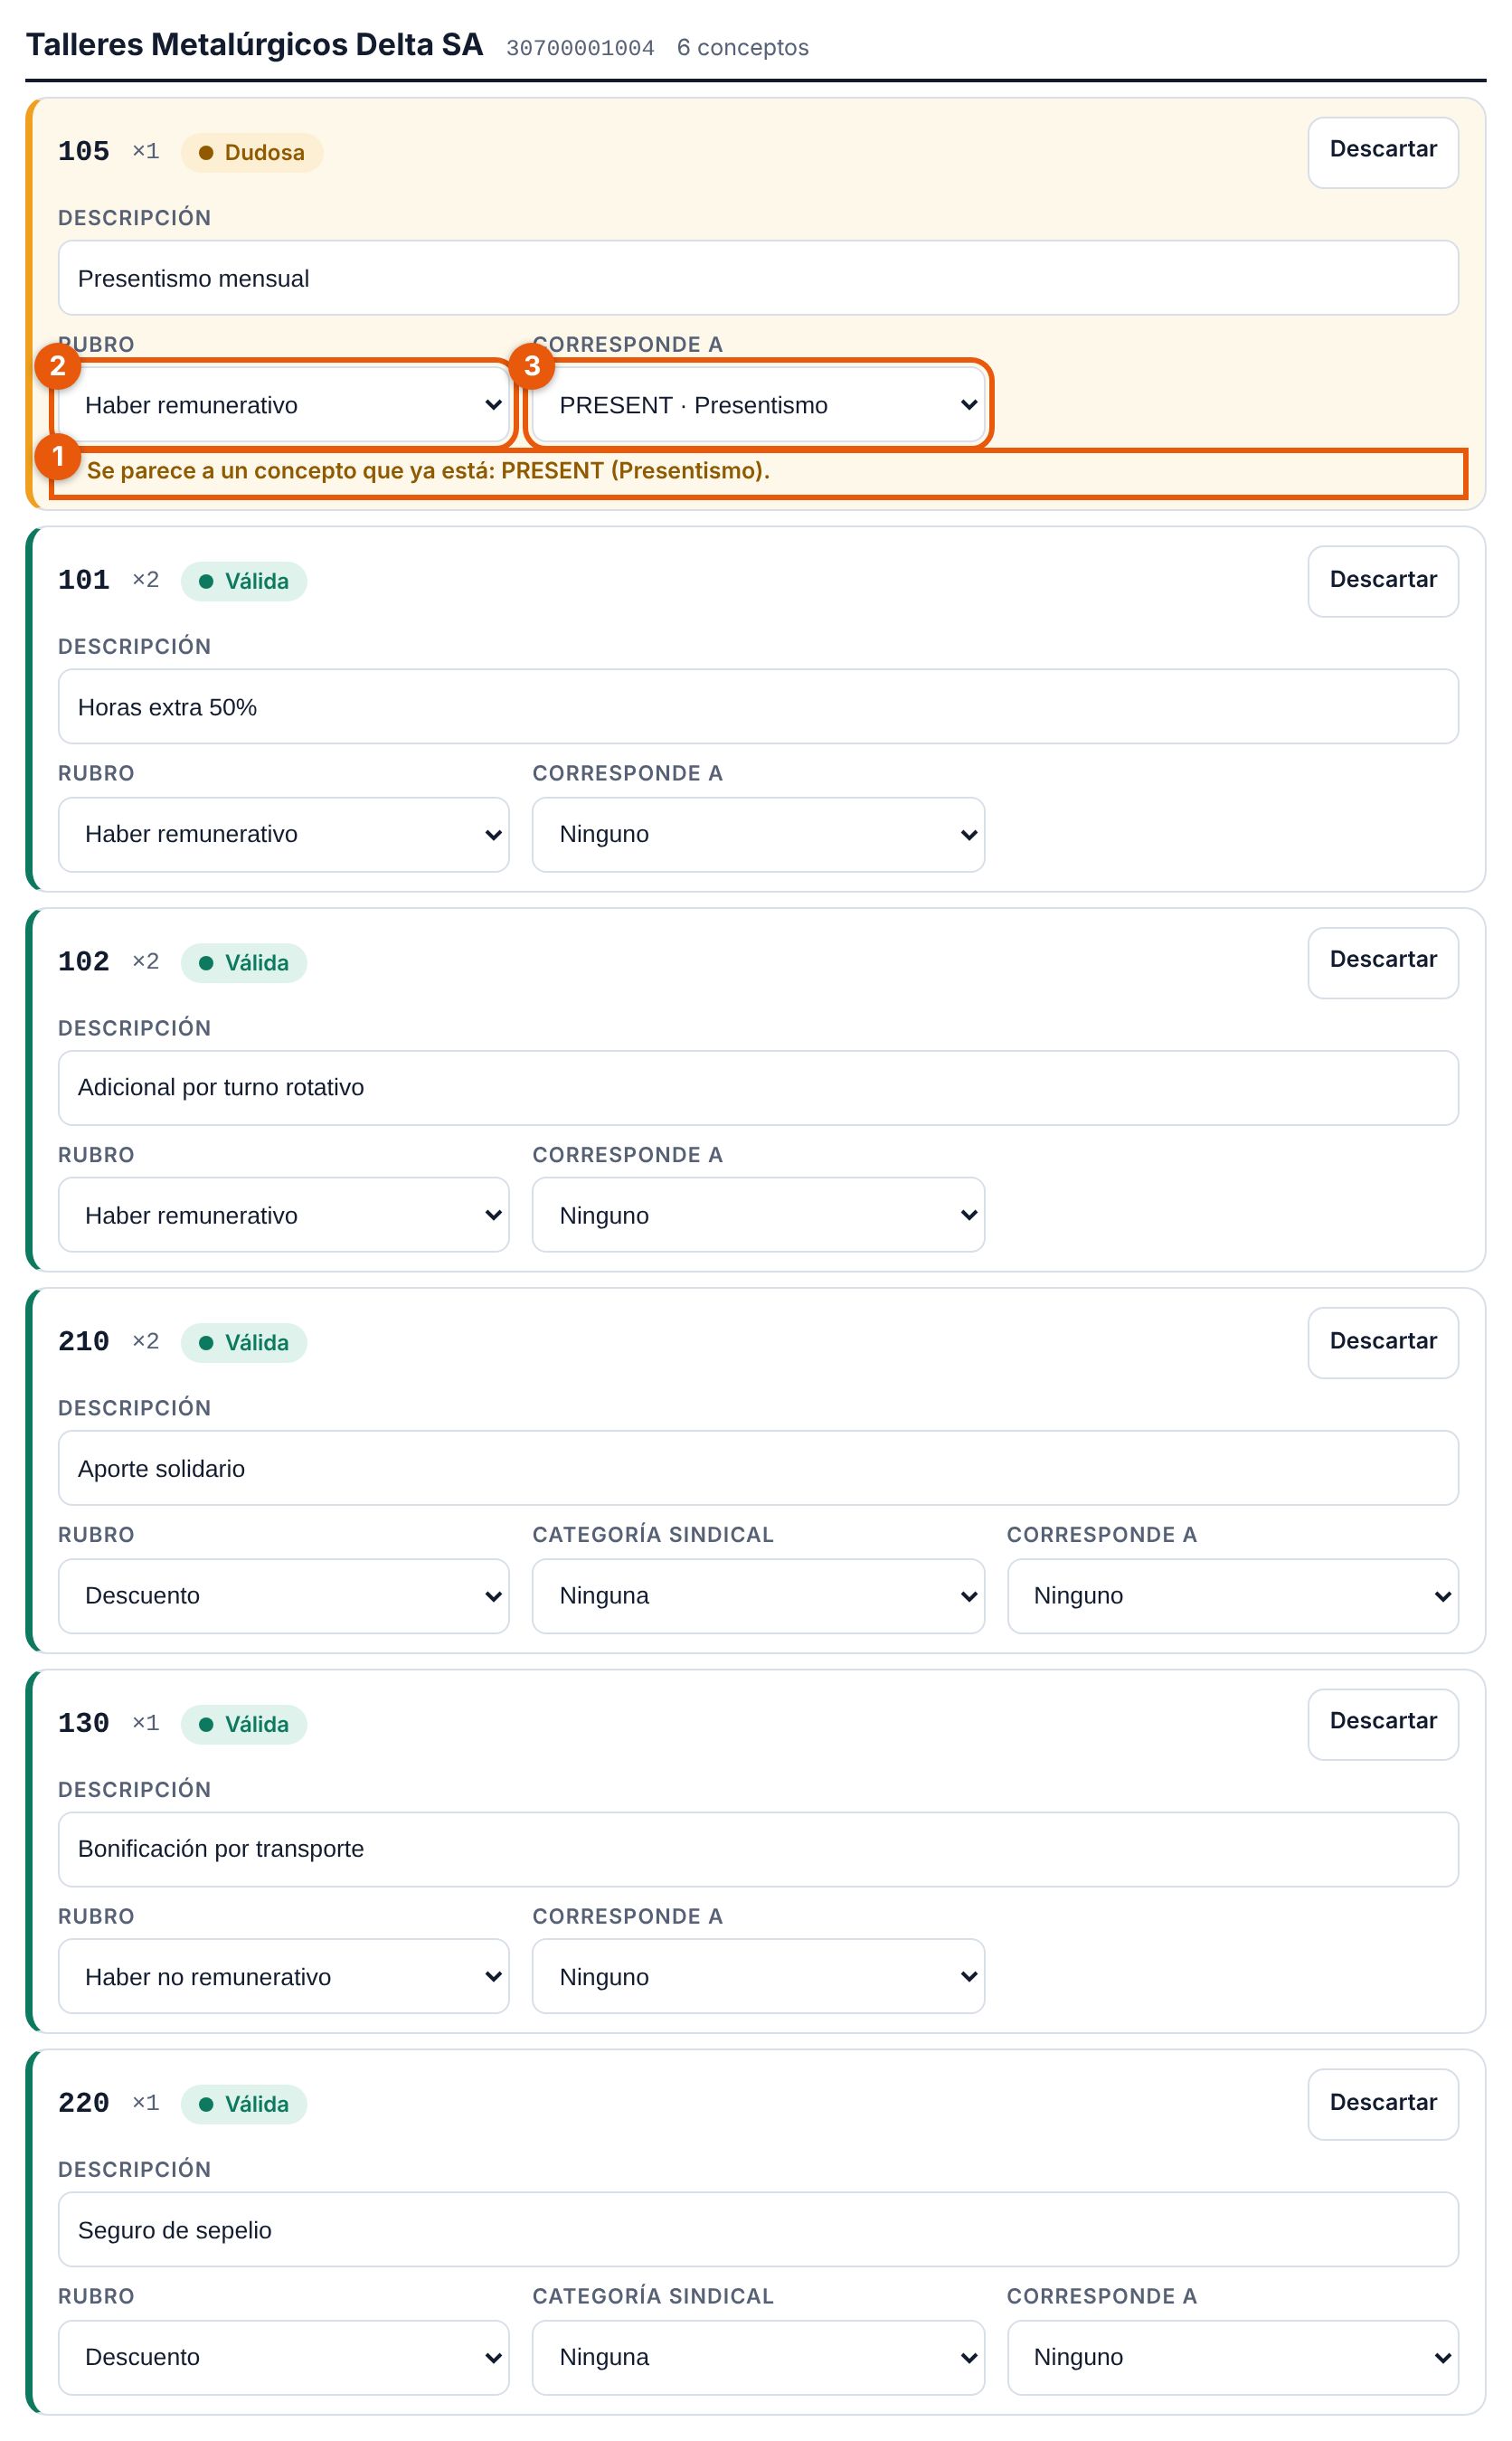 Talleres Metalúrgicos Delta SA 30700001004 6 conceptos
105 ×1 Dudosa Descartar
DESCRIPCIÓN
Presentismo mensual
RUBRO CORRESPONDE A
2 Haber remunerativo 3 PRESENT · Presentismo
1 Se parece a un concepto que ya está: PRESENT (Presentismo).
101 ×2 Válida Descartar
DESCRIPCIÓN
Horas extra 50%
RUBRO CORRESPONDE A
Haber remunerativo Ninguno
102 ×2 Válida Descartar
DESCRIPCIÓN
Adicional por turno rotativo
RUBRO CORRESPONDE A
Haber remunerativo Ninguno
210 ×2 Válida Descartar
DESCRIPCIÓN
Aporte solidario
RUBRO CATEGORÍA SINDICAL CORRESPONDE A
Descuento Ninguna Ninguno
130 ×1 Válida Descartar
DESCRIPCIÓN
Bonificación por transporte
RUBRO CORRESPONDE A
Haber no remunerativo Ninguno
220 ×1 Válida Descartar
DESCRIPCIÓN
Seguro de sepelio
RUBRO CATEGORÍA SINDICAL CORRESPONDE A
Descuento Ninguna Ninguno